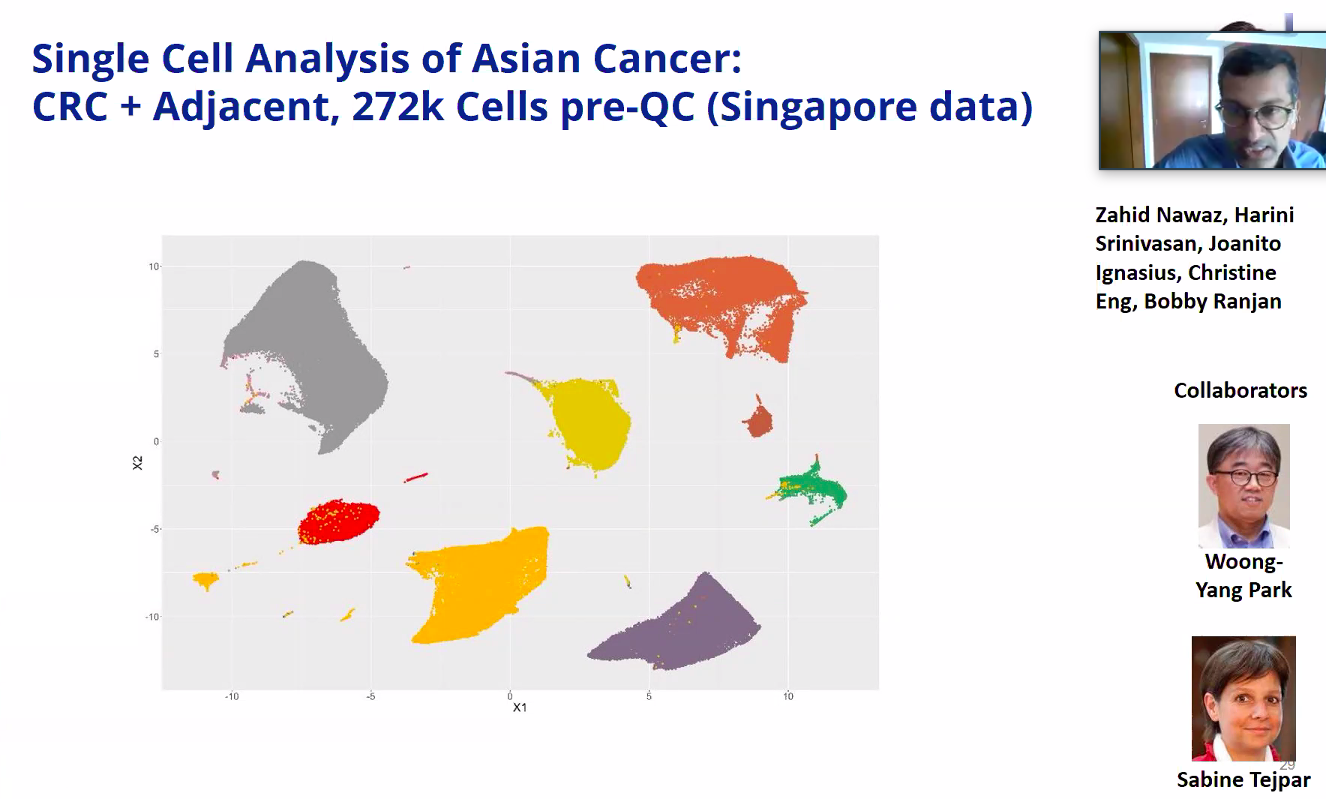 Single Cell Analysis of Asian Cancer:
CRC + Adjacent, 272k Cells pre-QC (Singapore data)
Zahid Nawaz, Harini
Srinivasan, Joanito
Ignasius, Christine
Eng, Bobby Ranjan
Collaborators
Woong-
Yang Park
Sabine Tejpar
29
10
5
0
-5
-10
X2
-10
-5
0
5
10
X1